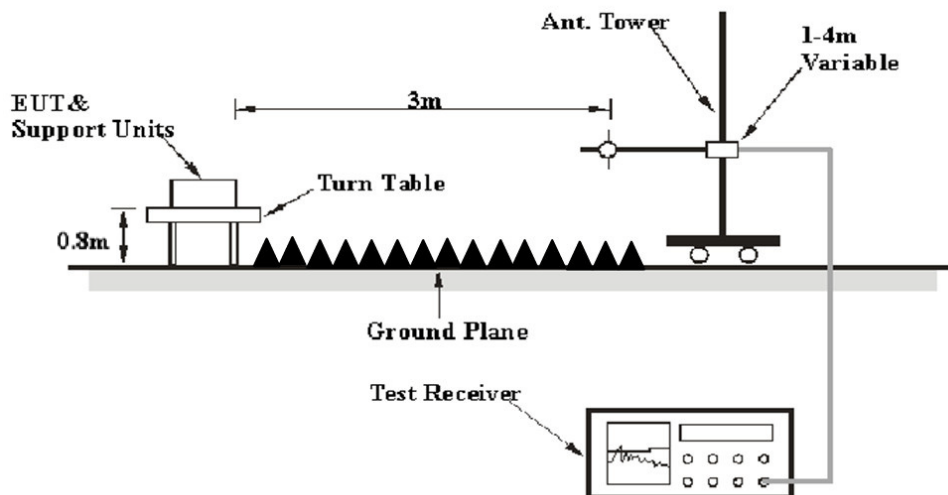 Ant. Tower
1-4m
Variable
3m
EUT&
Support Units
Turn Table
0.8m
Ground Plane
Test Receiver